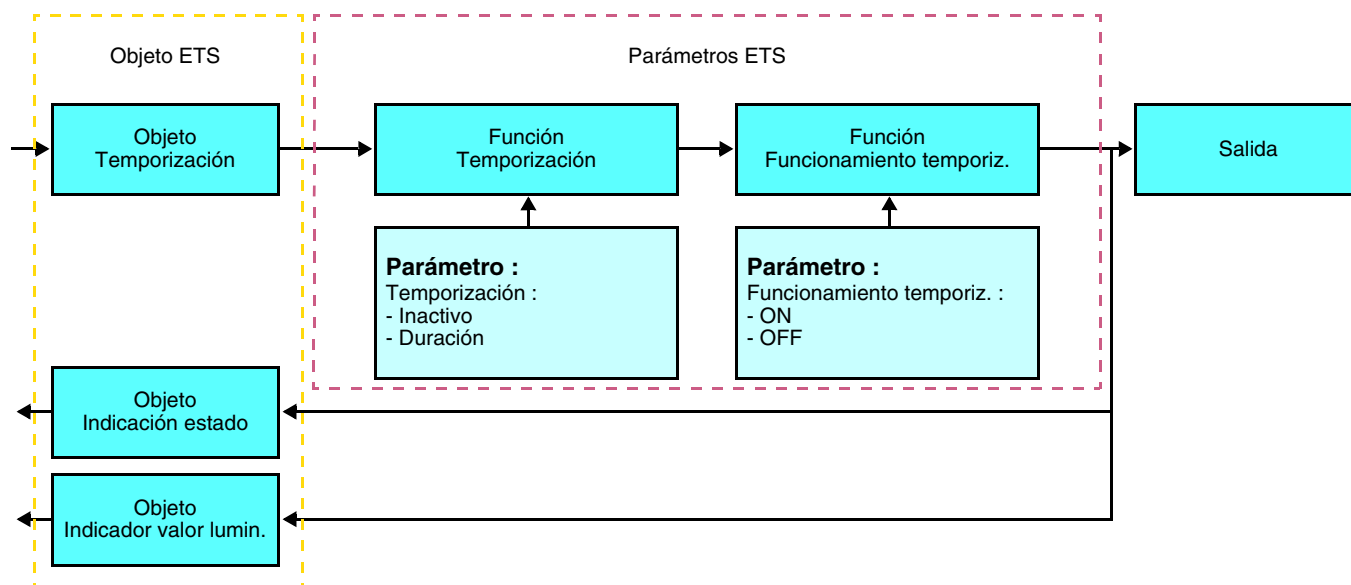 Objeto ETS
Parámetros ETS
Objeto
Temporización
Función
Temporización
Función
Funcionamiento temporiz.
Salida
Parámetro :
Temporización :
- Inactivo
- Duración
Parámetro :
Funcionamiento temporiz. :
- ON
- OFF
Objeto
Indicación estado
Objeto
Indicador valor lumin.